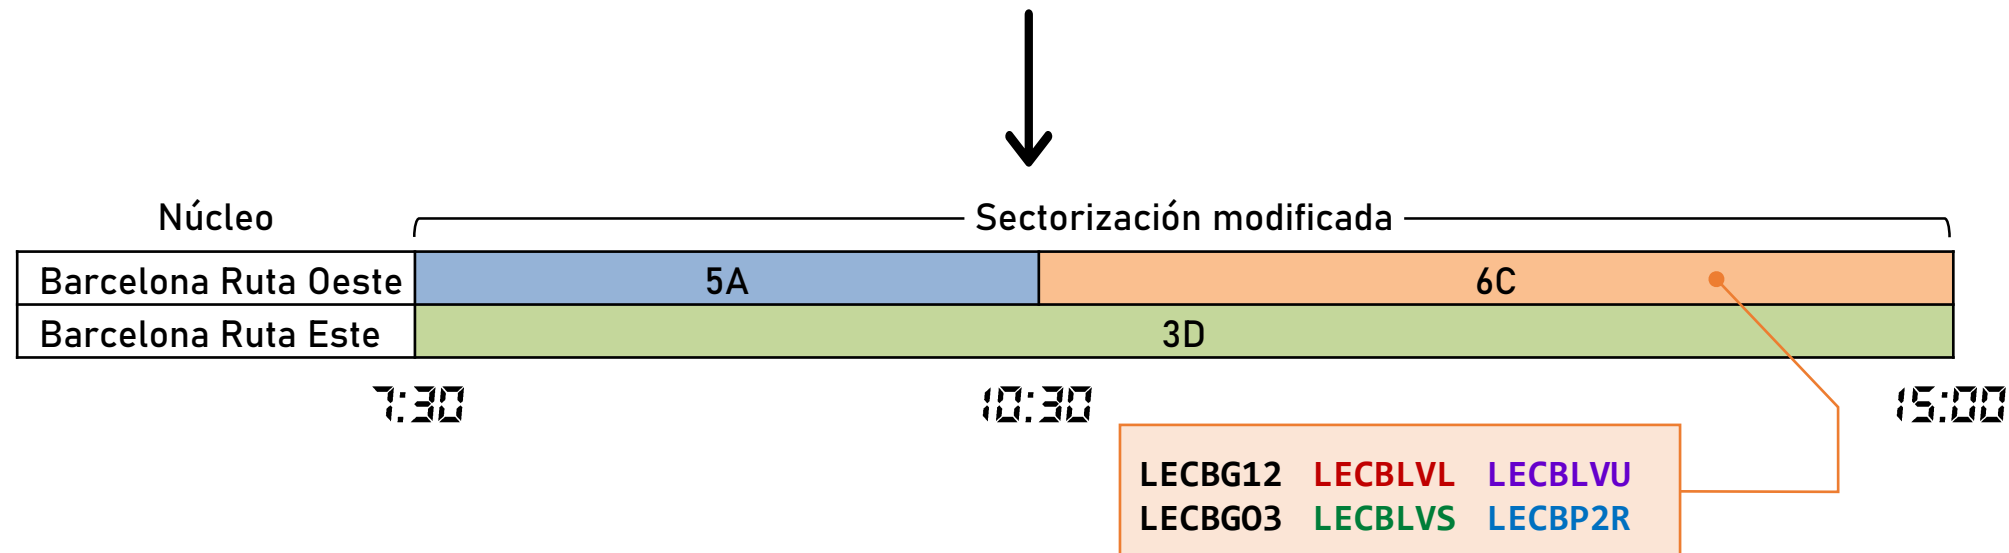 Núcleo Sectorización modificada
Barcelona Ruta Oeste 5A 6C
Barcelona Ruta Este 3D
7:30 10:30 15:00
LECBG12 LECBLVL LECBLVU
LECBGO3 LECBLVS LECBP2R